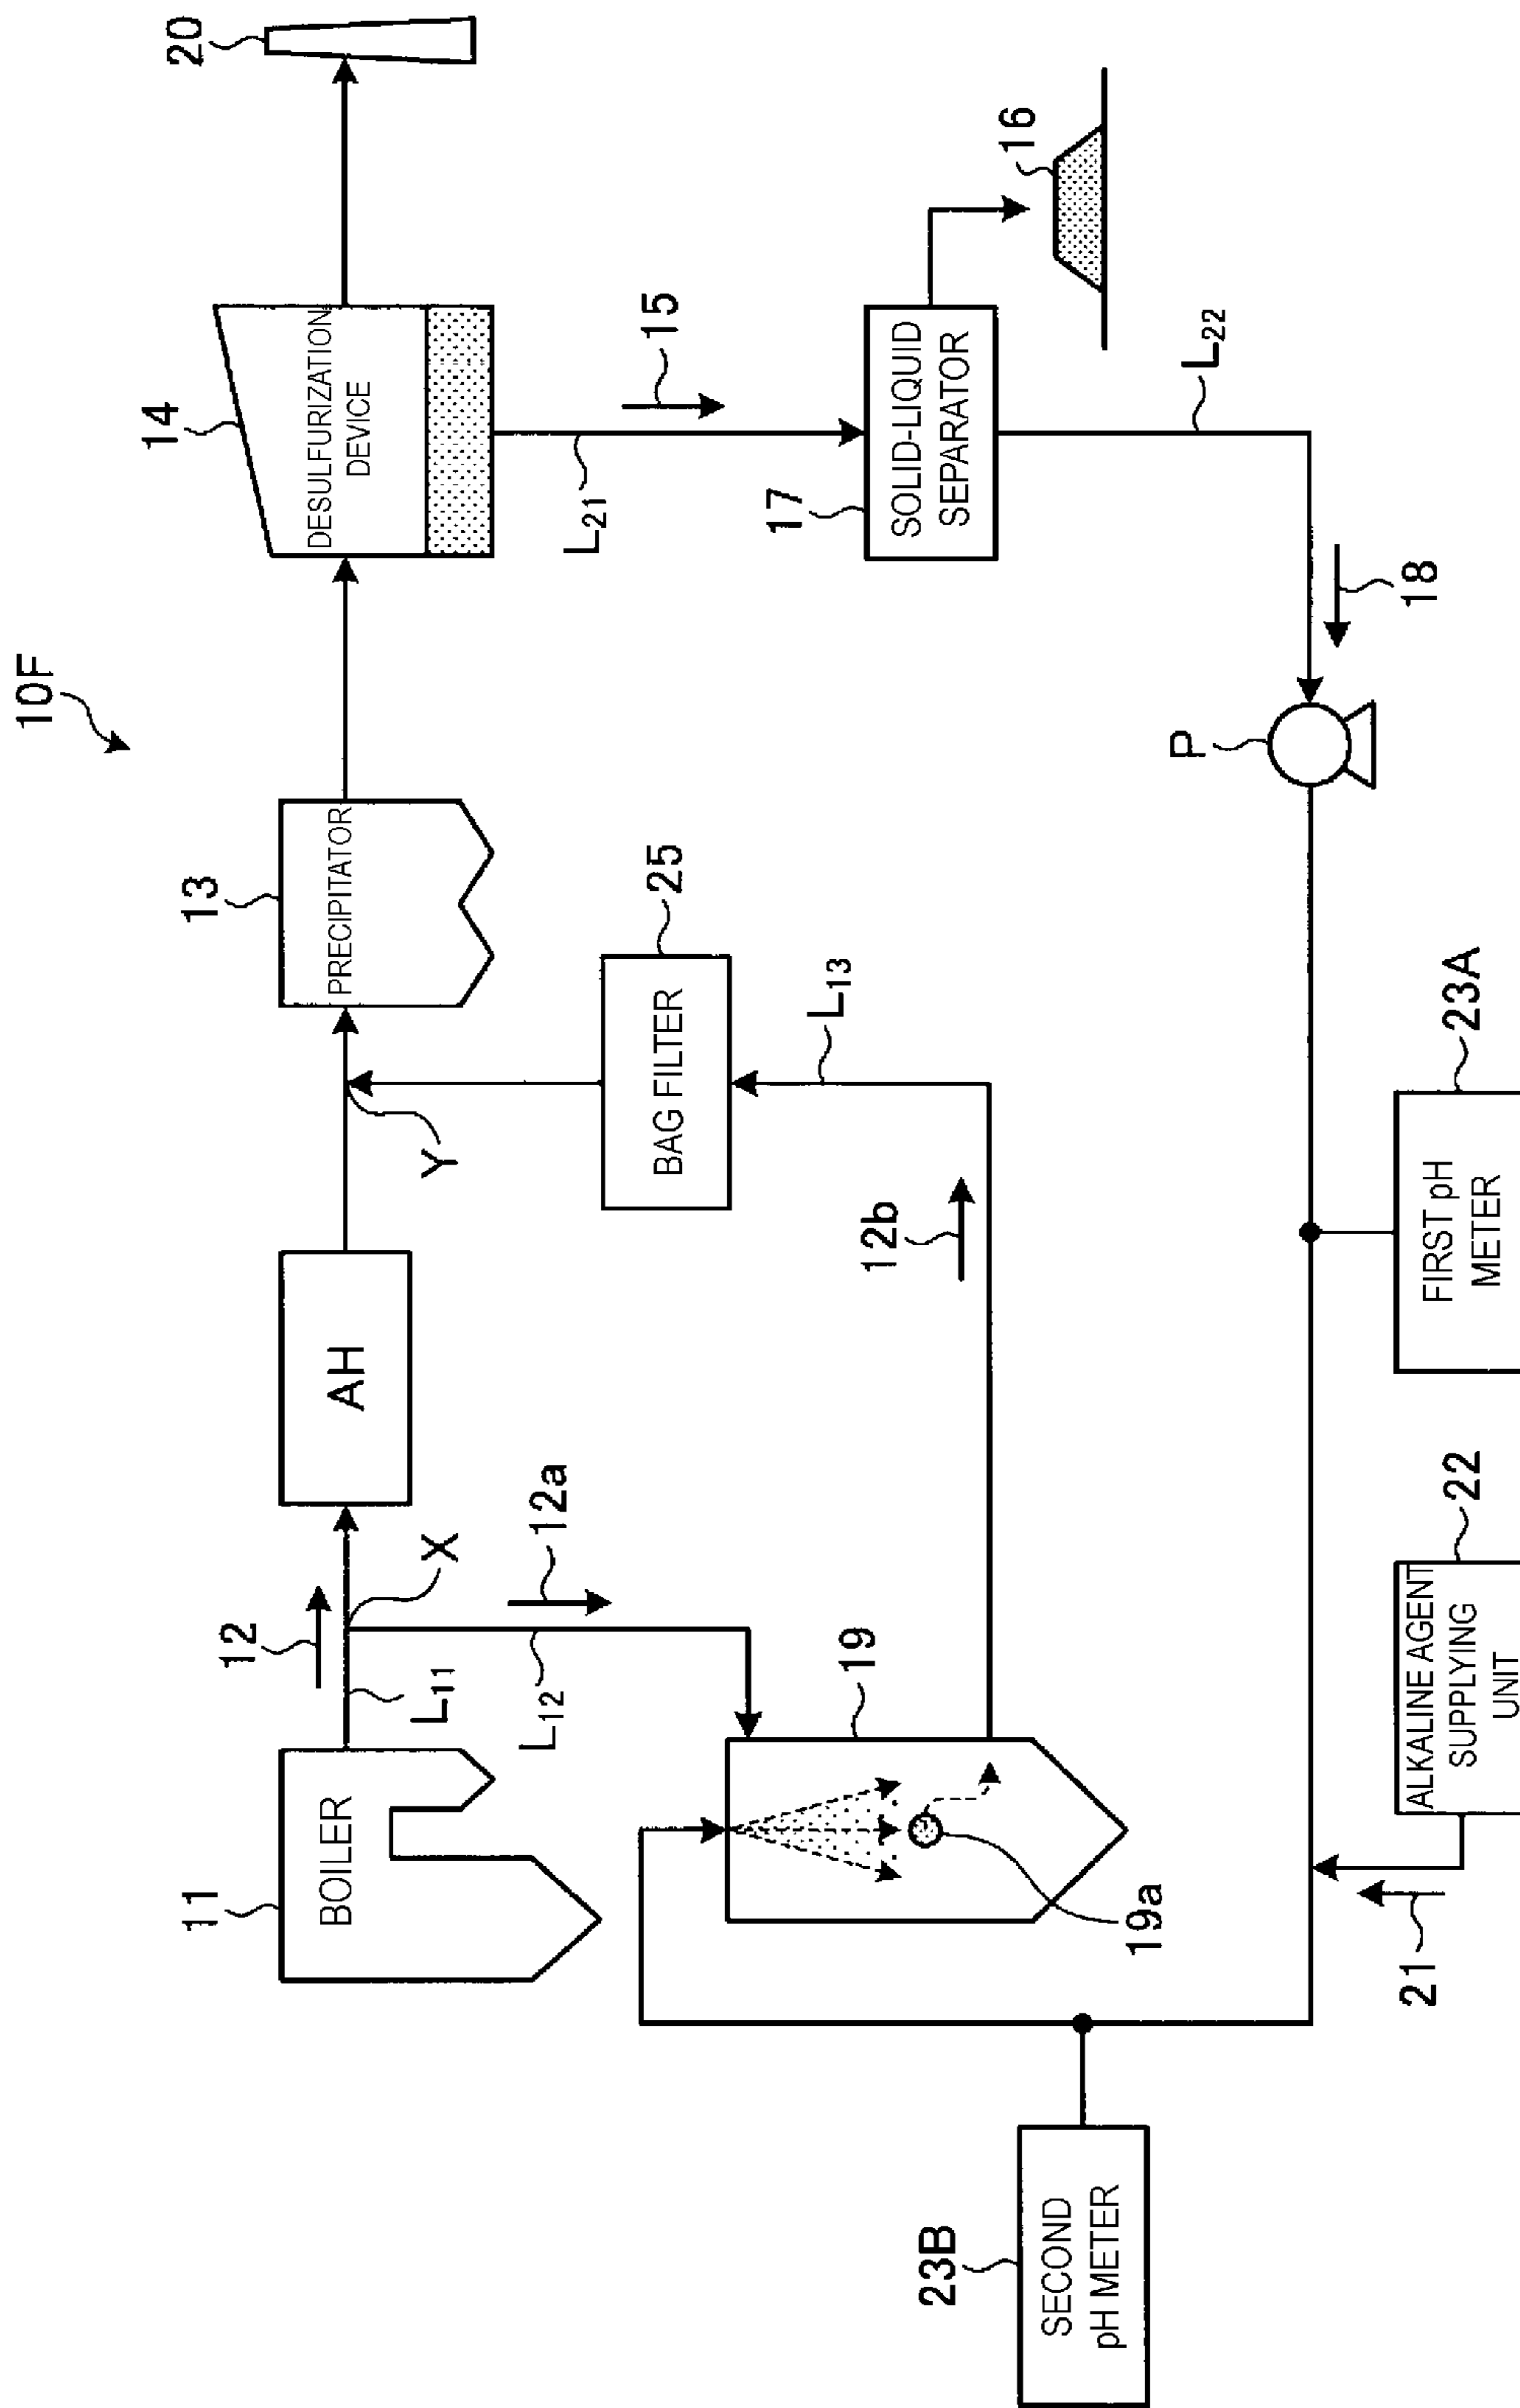 10F
20
14
DESULFURIZATION
DEVICE
13
PRECIPITATOR
AH
12
X
Y
L11
11
BOILER
12a
L12
25
BAG FILTER
L13
12b
19
19a
L21
15
17
SOLID-LIQUID
SEPARATOR
16
L22
18
P
23A
FIRST pH
METER
22
ALKALINE AGENT
SUPPLYING
UNIT
21
23B
SECOND
pH METER